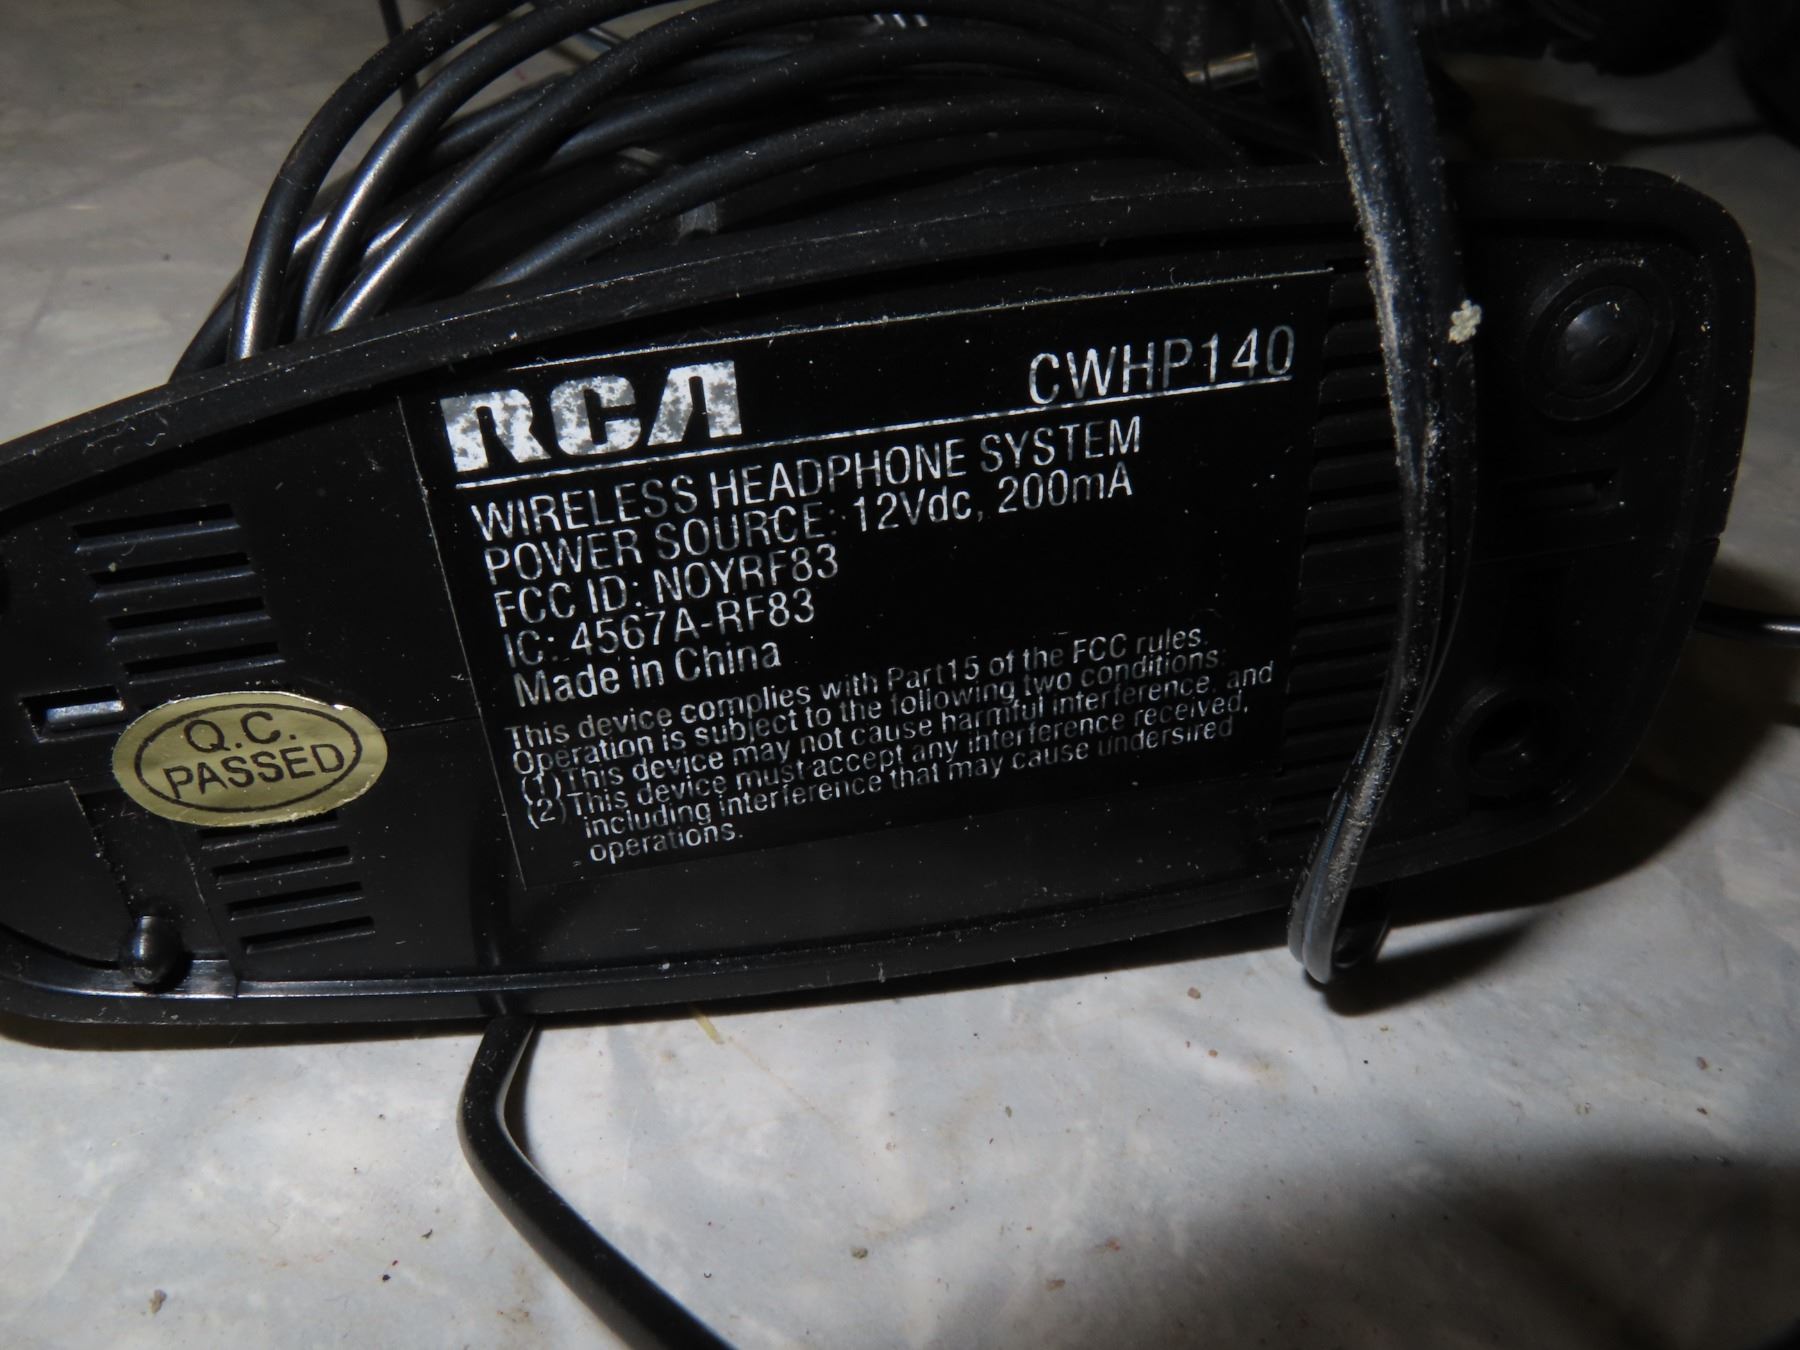 RCA CWHP140
WIRELESS HEADPHONE SYSTEM
POWER SOURCE: 12Vdc, 200mA
FCC ID: NOYRF83
IC: 4567A-RF83
Made in China
This device complies with Part15 of the FCC rules.
Operation is subject to the following two conditions:
(1) This device may not cause harmful interference, and
(2) This device must accept any interference received,
including interference that may cause undersired
operations.
Q.C.
PASSED